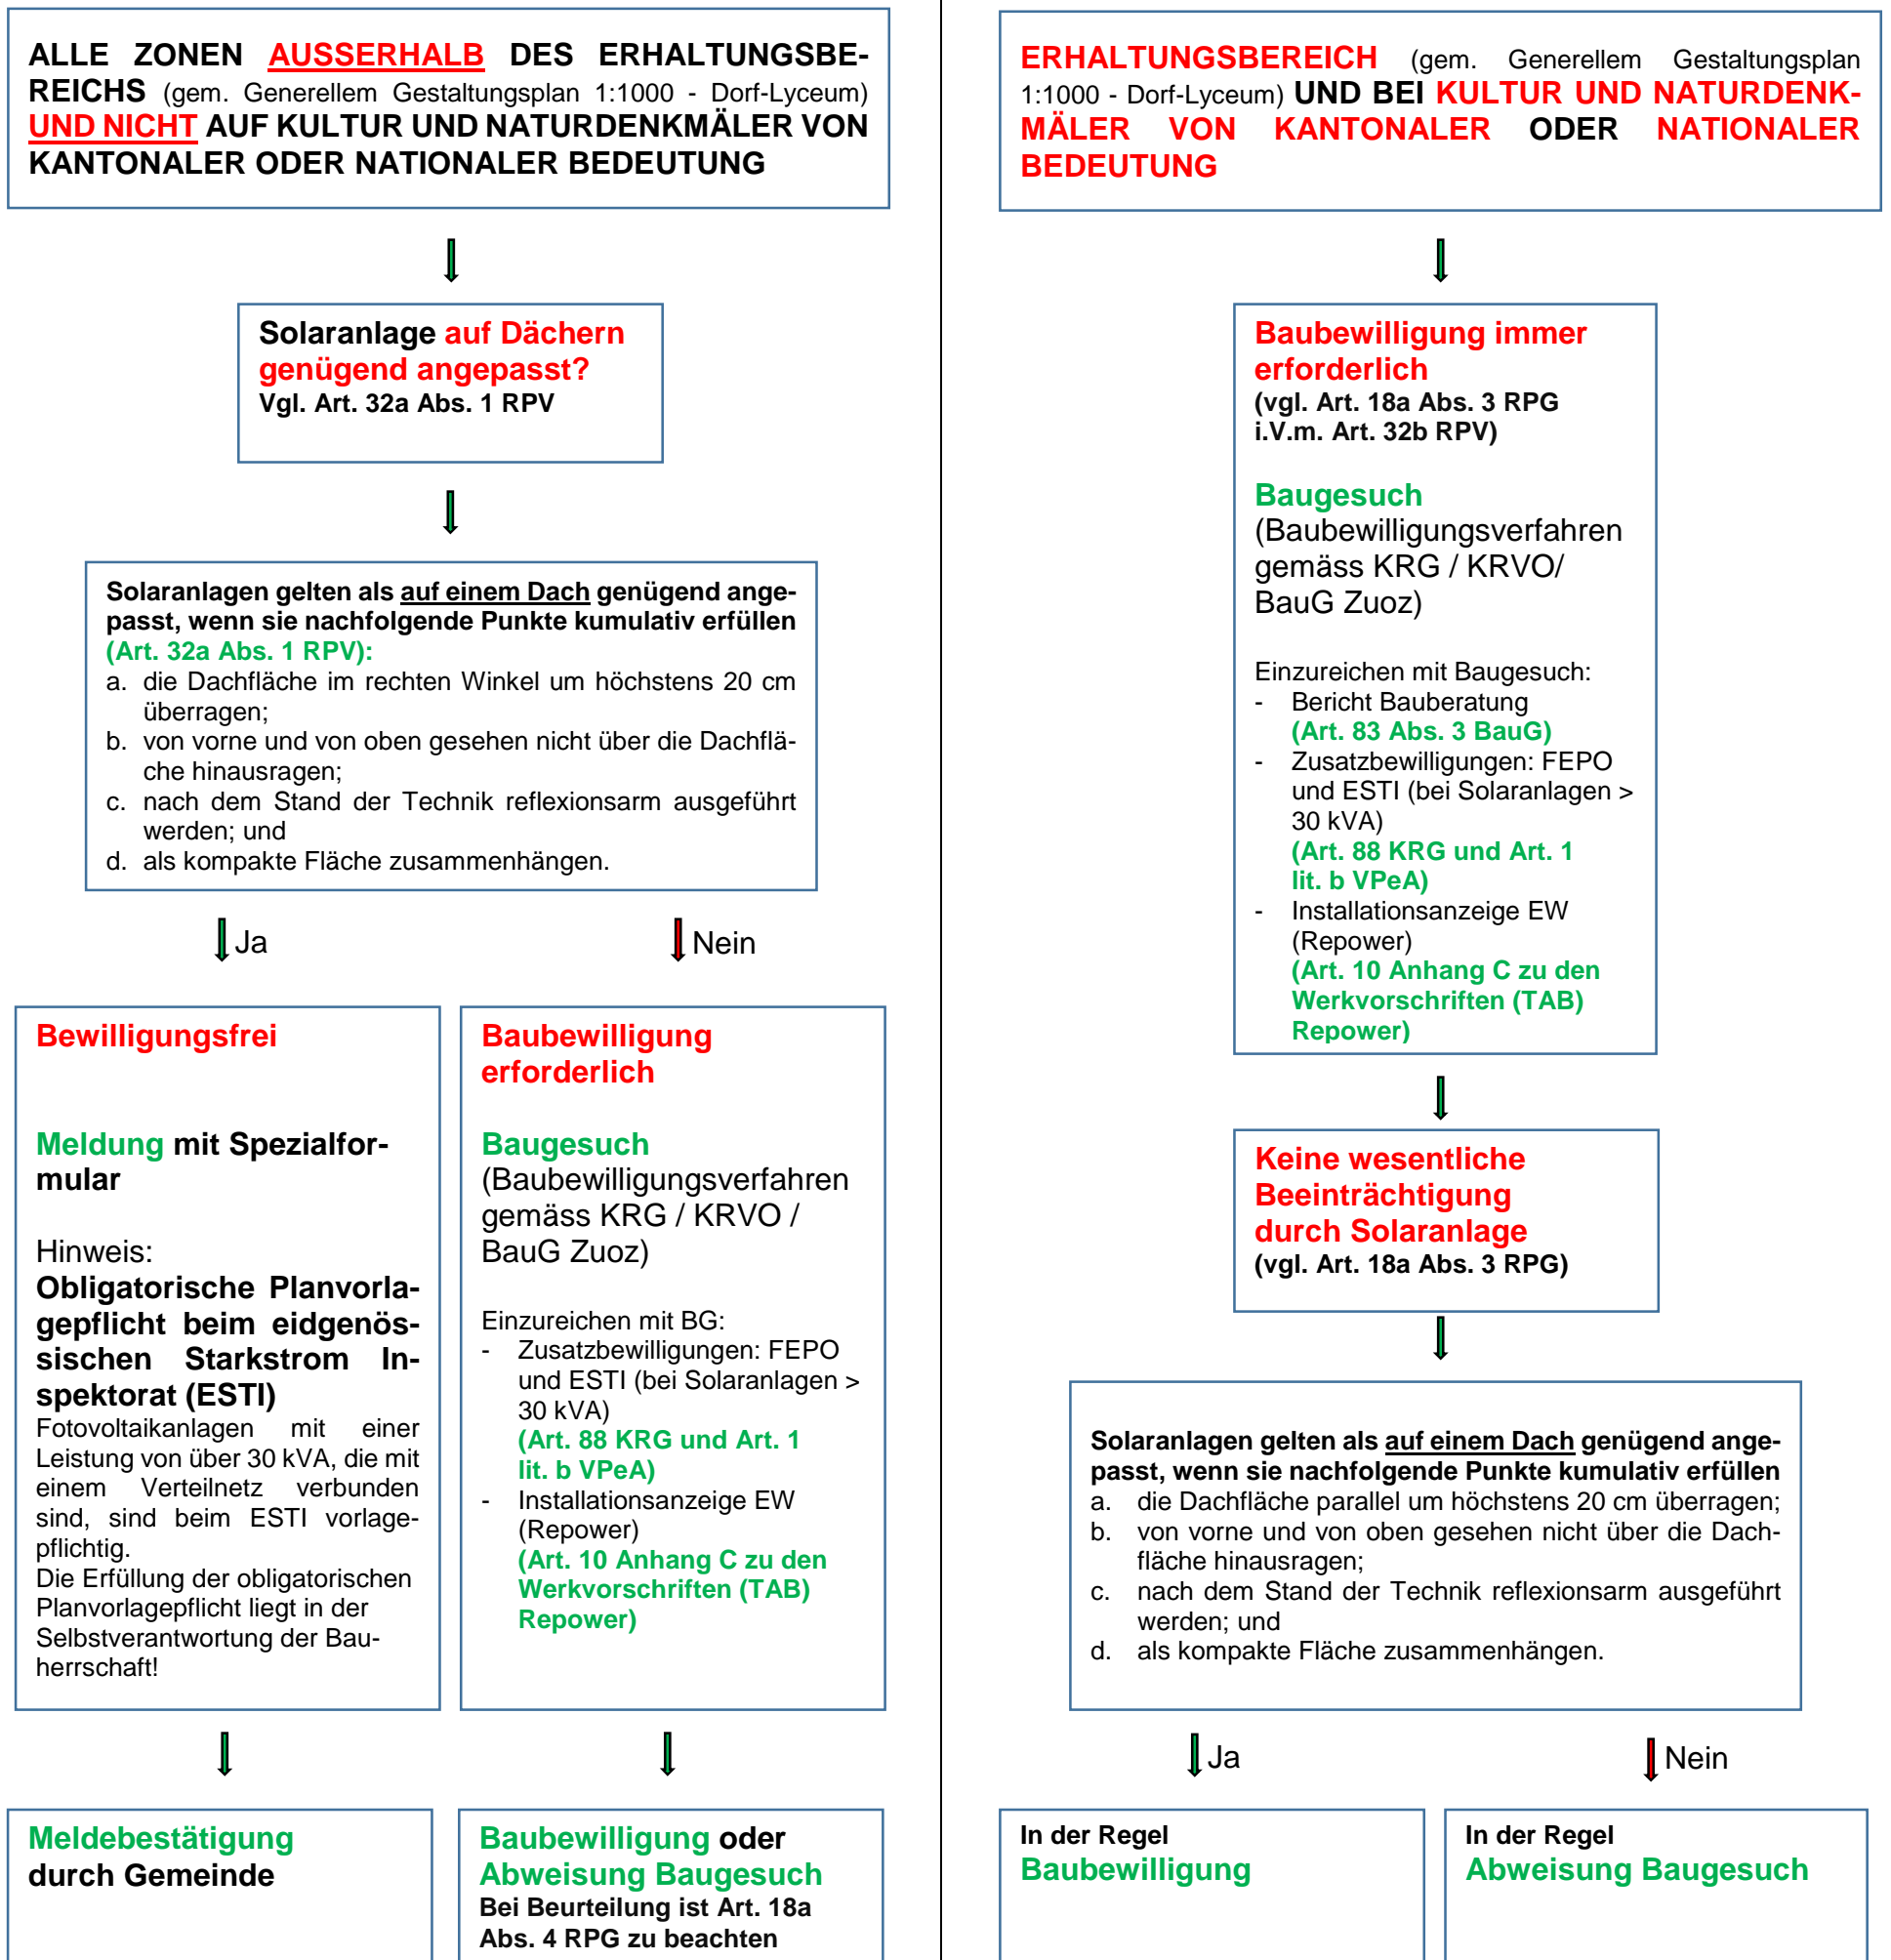 ALLE ZONEN AUSSERHALB DES ERHALTUNGSBE-
REICHS (gem. Generellem Gestaltungsplan 1:1000 - Dorf-Lyceum)
UND NICHT AUF KULTUR UND NATURDENKMÄLER VON
KANTONALER ODER NATIONALER BEDEUTUNG
Solaranlage auf Dächern
genügend angepasst?
Vgl. Art. 32a Abs. 1 RPV
Solaranlagen gelten als auf einem Dach genügend ange-
passt, wenn sie nachfolgende Punkte kumulativ erfüllen
(Art. 32a Abs. 1 RPV):
a. die Dachfläche im rechten Winkel um höchstens 20 cm
überragen;
b. von vorne und von oben gesehen nicht über die Dachflä-
che hinausragen;
c. nach dem Stand der Technik reflexionsarm ausgeführt
werden; und
d. als kompakte Fläche zusammenhängen.
Ja
Nein
Bewilligungsfrei
Meldung mit Spezialfor-
mular
Hinweis:
Obligatorische Planvorla-
gepflicht beim eidgenös-
sischen Starkstrom In-
spektorat (ESTI)
Fotovoltaikanlagen mit einer
Leistung von über 30 kVA, die mit
einem Verteilnetz verbunden
sind, sind beim ESTI vorlage-
pflichtig.
Die Erfüllung der obligatorischen
Planvorlagepflicht liegt in der
Selbstverantwortung der Bau-
herrschaft!
Baubewilligung
erforderlich
Baugesuch
(Baubewilligungsverfahren
gemäss KRG / KRVO /
BauG Zuoz)
Einzureichen mit BG:
- Zusatzbewilligungen: FEPO
und ESTI (bei Solaranlagen >
30 kVA)
(Art. 88 KRG und Art. 1
lit. b VPeA)
- Installationsanzeige EW
(Repower)
(Art. 10 Anhang C zu den
Werkvorschriften (TAB)
Repower)
Meldebestätigung
durch Gemeinde
Baubewilligung oder
Abweisung Baugesuch
Bei Beurteilung ist Art. 18a
Abs. 4 RPG zu beachten
ERHALTUNGSBEREICH (gem. Generellem Gestaltungsplan
1:1000 - Dorf-Lyceum) UND BEI KULTUR UND NATURDENK-
MÄLER VON KANTONALER ODER NATIONALER
BEDEUTUNG
Baubewilligung immer
erforderlich
(vgl. Art. 18a Abs. 3 RPG
i.V.m. Art. 32b RPV)
Baugesuch
(Baubewilligungsverfahren
gemäss KRG / KRVO/
BauG Zuoz)
Einzureichen mit Baugesuch:
- Bericht Bauberatung
(Art. 83 Abs. 3 BauG)
- Zusatzbewilligungen: FEPO
und ESTI (bei Solaranlagen >
30 kVA)
(Art. 88 KRG und Art. 1
lit. b VPeA)
- Installationsanzeige EW
(Repower)
(Art. 10 Anhang C zu den
Werkvorschriften (TAB)
Repower)
Keine wesentliche
Beeinträchtigung
durch Solaranlage
(vgl. Art. 18a Abs. 3 RPG)
Solaranlagen gelten als auf einem Dach genügend ange-
passt, wenn sie nachfolgende Punkte kumulativ erfüllen
a. die Dachfläche parallel um höchstens 20 cm überragen;
b. von vorne und von oben gesehen nicht über die Dach-
fläche hinausragen;
c. nach dem Stand der Technik reflexionsarm ausgeführt
werden; und
d. als kompakte Fläche zusammenhängen.
Ja
Nein
In der Regel
Baubewilligung
In der Regel
Abweisung Baugesuch